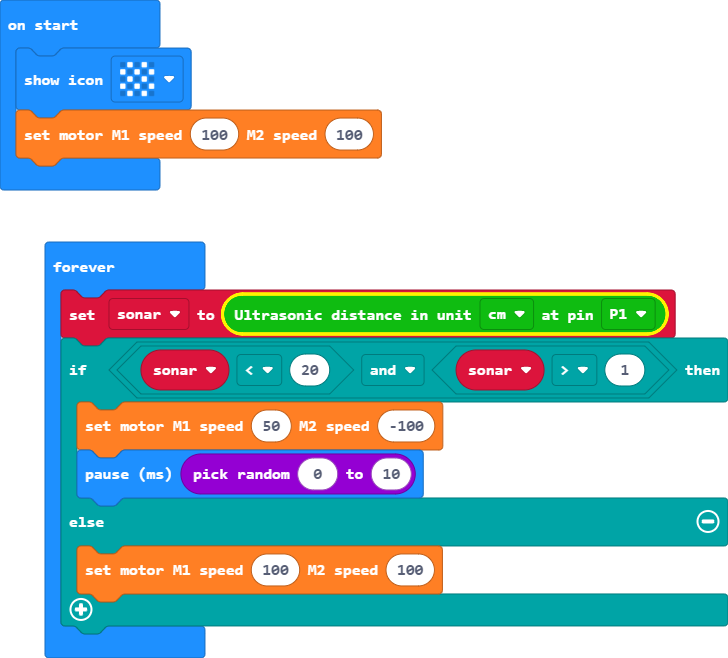 on start
show icon
set motor M1 speed 100 M2 speed 100
forever
set sonar to Ultrasonic distance in unit cm at pin P1
if sonar < 20 and sonar > 1 then
set motor M1 speed 50 M2 speed -100
pause (ms) pick random 0 to 10
else
set motor M1 speed 100 M2 speed 100